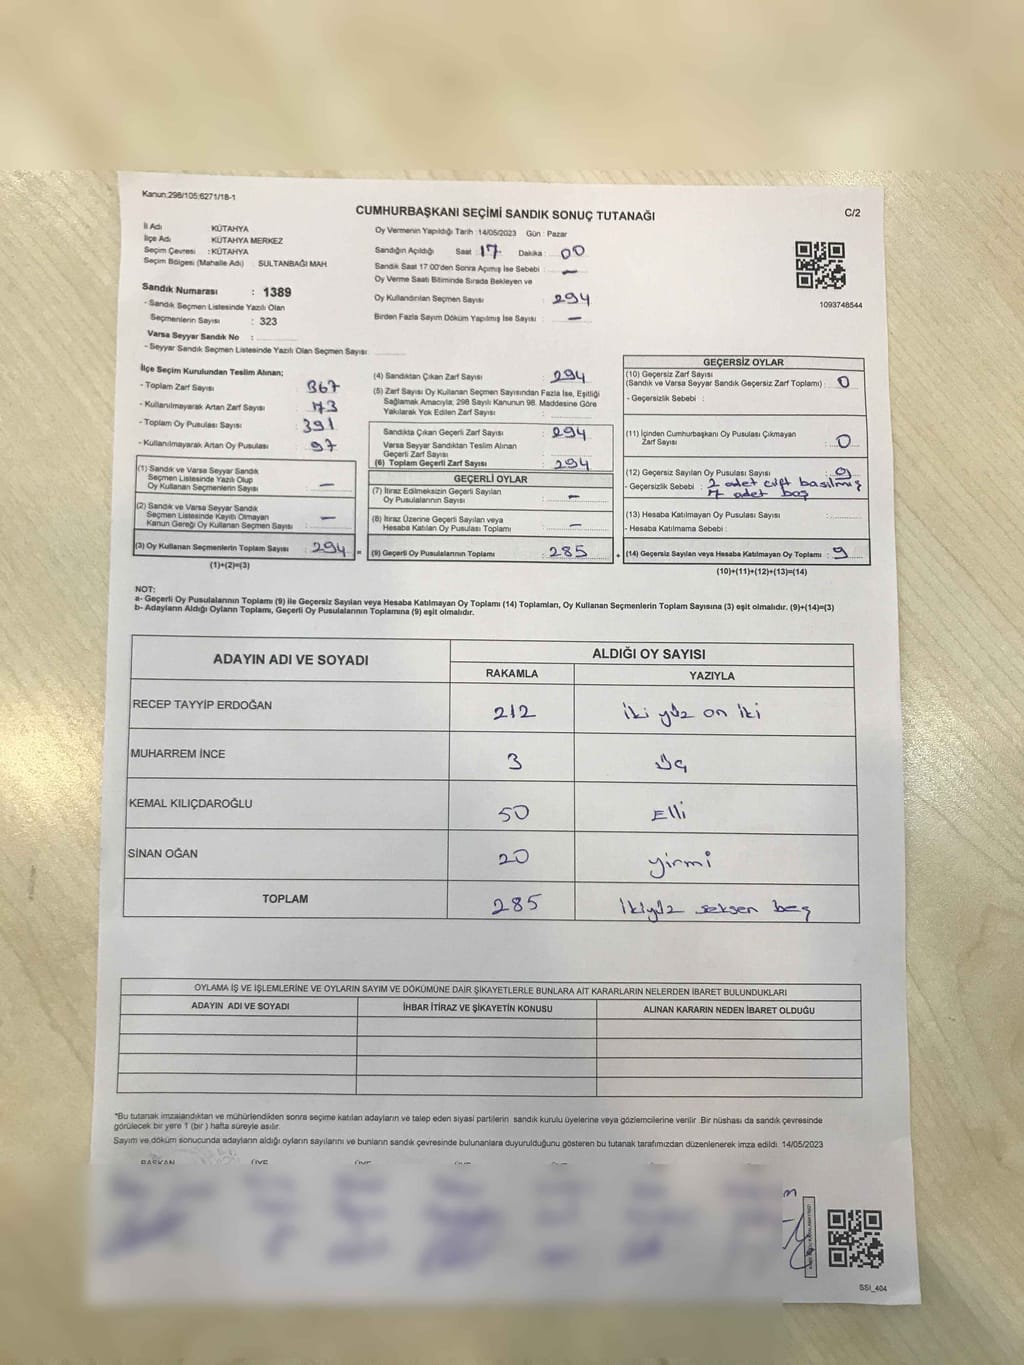 Kanun;298/105;6271/18-1
CUMHURBAŞKANI SEÇİMİ SANDIK SONUÇ TUTANAĞI
C/2
İl Adı KÜTAHYA
İlçe Adı KÜTAHYA MERKEZ
Seçim Çevresi : KÜTAHYA
Seçim Bölgesi (Mahalle Adı) SULTANBAĞI MAH
Sandık Numarası : 1389
- Sandık Seçmen Listesinde Yazılı Olan
Seçmenlerin Sayısı : 323
Varsa Seyyar Sandık No :
- Seyyar Sandık Seçmen Listesinde Yazılı Olan Seçmen Sayısı
Oy Vermenin Yapıldığı Tarih :14/05/2023 Gün : Pazar
Sandığın Açıldığı Saat : 17 Dakika : 00
Sandık Saat 17.00'den Sonra Açımış İse Sebebi : —
Oy Verme Saati Bitiminde Sırada Bekleyen ve
Oy Kullandırılan Seçmen Sayısı : 294
Birden Fazla Sayım Döküm Yapılmış İse Sayısı : —
1093748544
İlçe Seçim Kurulundan Teslim Alınan;
- Toplam Zarf Sayısı : 367
- Kullanılmayarak Artan Zarf Sayısı : 73
- Toplam Oy Pusulası Sayısı : 391
- Kullanılmayarak Artan Oy Pusulası : 97
(1) Sandık ve Varsa Seyyar Sandık
Seçmen Listesinde Yazılı Olup
Oy Kullanan Seçmenlerin Sayısı : —
(2) Sandık ve Varsa Seyyar Sandık
Seçmen Listesinde Kayıtlı Olmayan
Kanun Gereği Oy Kullanan Seçmen Sayısı : —
(3) Oy Kullanan Seçmenlerin Toplam Sayısı : 294 =
(1)+(2)=(3)
(4) Sandıktan Çıkan Zarf Sayısı : 294
(5) Zarf Sayısı Oy Kullanan Seçmen Sayısından Fazla İse, Eşitliği
Sağlamak Amacıyla, 298 Sayılı Kanunun 98. Maddesine Göre
Yakılarak Yok Edilen Zarf Sayısı :
Sandıkta Çıkan Geçerli Zarf Sayısı : 294
Varsa Seyyar Sandıktan Teslim Alınan
Geçerli Zarf Sayısı :
(6) Toplam Geçerli Zarf Sayısı : 294
GEÇERLİ OYLAR
(7) İtiraz Edilmeksizin Geçerli Sayılan
Oy Pusulalarının Sayısı : —
(8) İtiraz Üzerine Geçerli Sayılan veya
Hesaba Katılan Oy Pusulası Toplamı : —
(9) Geçerli Oy Pusulalarının Toplamı : 285 +
GEÇERSİZ OYLAR
(10) Geçersiz Zarf Sayısı
(Sandık ve Varsa Seyyar Sandık Geçersiz Zarf Toplamı) : 0
- Geçersizlik Sebebi :
(11) İçinden Cumhurbaşkanı Oy Pusulası Çıkmayan
Zarf Sayısı : 0
(12) Geçersiz Sayılan Oy Pusulası Sayısı : 9
- Geçersizlik Sebebi : 2 adet çift basılmış
7 adet boş
(13) Hesaba Katılmayan Oy Pusulası Sayısı :
- Hesaba Katılmama Sebebi :
(14) Geçersiz Sayılan veya Hesaba Katılmayan Oy Toplamı : 9
(10)+(11)+(12)+(13)=(14)
NOT:
a- Geçerli Oy Pusulalarının Toplamı (9) ile Geçersiz Sayılan veya Hesaba Katılmayan Oy Toplamı (14) Toplamları, Oy Kullanan Seçmenlerin Toplam Sayısına (3) eşit olmalıdır. (9)+(14)=(3)
b- Adayların Aldığı Oyların Toplamı, Geçerli Oy Pusulalarının Toplamına (9) eşit olmalıdır.
ADAYIN ADI VE SOYADI ALDIĞI OY SAYISI
RAKAMLA YAZIYLA
RECEP TAYYİP ERDOĞAN 212 iki yüz on iki
MUHARREM İNCE 3 üç
KEMAL KILIÇDAROĞLU 50 Elli
SİNAN OĞAN 20 yirmi
TOPLAM 285 ikiyüz seksen beş
OYLAMA İŞ VE İŞLEMLERİNE VE OYLARIN SAYIM VE DÖKÜMÜNE DAİR ŞİKAYETLERLE BUNLARA AİT KARARLARIN NELERDEN İBARET BULUNDUKLARI
ADAYIN ADI VE SOYADI İHBAR İTİRAZ VE ŞİKAYETİN KONUSU ALINAN KARARIN NEDEN İBARET OLDUĞU
*Bu tutanak imzalandıktan ve mühürlendikten sonra seçime katılan adayların ve talep eden siyasi partilerin sandık kurulu üyelerine veya gözlemcilerine verilir .Bir nüshası da sandık çevresinde
görülecek bir yere 1 (bir ) hafta süreyle asılır.
Sayım ve döküm sonucunda adayların aldığı oyların sayılarını ve bunların sandık çevresinde bulunanlara duyurulduğunu gösteren bu tutanak tarafımızdan düzenlenerek imza edildi. 14/05/2023
BAŞKAN ÜYE ÜYE ÜYE
SSI_404